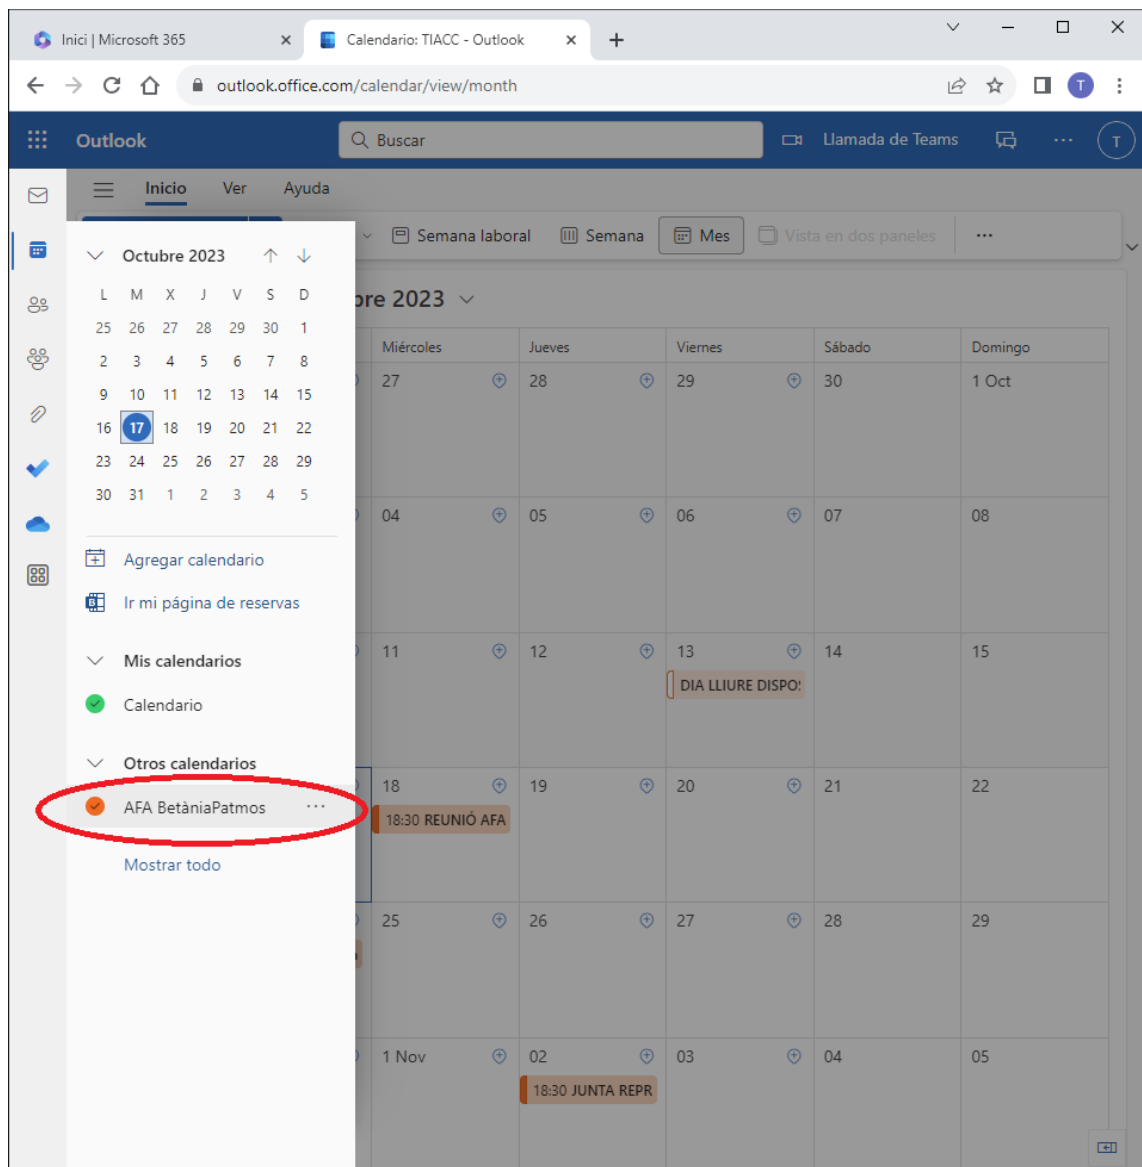 Inici | Microsoft 365
Calendario: TIACC - Outlook
outlook.office.com/calendar/view/month
T
Outlook
Buscar
Llamada de Teams
T
Inicio Ver Ayuda
Semana laboral Semana Mes Vista en dos paneles
Octubre 2023
L M X J V S D
25 26 27 28 29 30 1
2 3 4 5 6 7 8
9 10 11 12 13 14 15
16 17 18 19 20 21 22
23 24 25 26 27 28 29
30 31 1 2 3 4 5
Agregar calendario
Ir mi página de reservas
Mis calendarios
Calendario
Otros calendarios
AFA BetàniaPatmos
Mostrar todo
bre 2023
Miércoles Jueves Viernes Sábado Domingo
27 28 29 30 1 Oct
04 05 06 07 08
11 12 13 14 15
DIA LLIURE DISPO
18 19 20 21 22
18:30 REUNIÓ AFA
25 26 27 28 29
1 Nov 02 03 04 05
18:30 JUNTA REPR